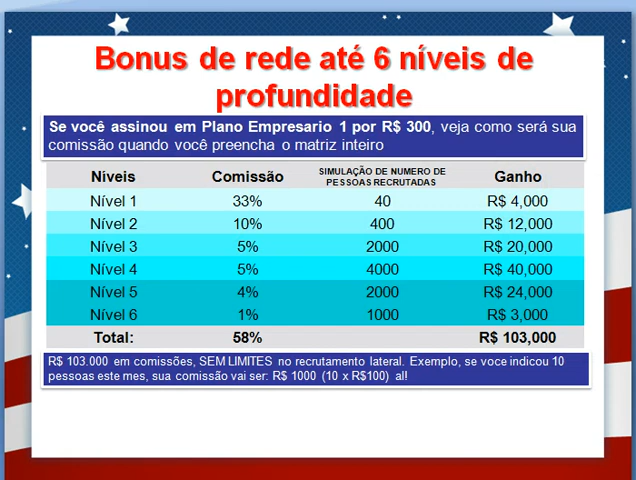 Bonus de rede até 6 níveis de
profundidade
Se você assinou em Plano Empresario 1 por R$ 300, veja como será sua
comissão quando você preencha o matriz inteiro
Níveis Comissão SIMULAÇÃO DE NUMERO DE PESSOAS RECRUTADAS Ganho
Nível 1 33% 40 R$ 4,000
Nível 2 10% 400 R$ 12,000
Nível 3 5% 2000 R$ 20,000
Nível 4 5% 4000 R$ 40,000
Nível 5 4% 2000 R$ 24,000
Nível 6 1% 1000 R$ 3,000
Total: 58% R$ 103,000
R$ 103.000 em comissões, SEM LIMITES no recrutamento lateral. Exemplo, se voce indicou 10
pessoas este mes, sua comissão vai ser: R$ 1000 (10 x R$100) al!